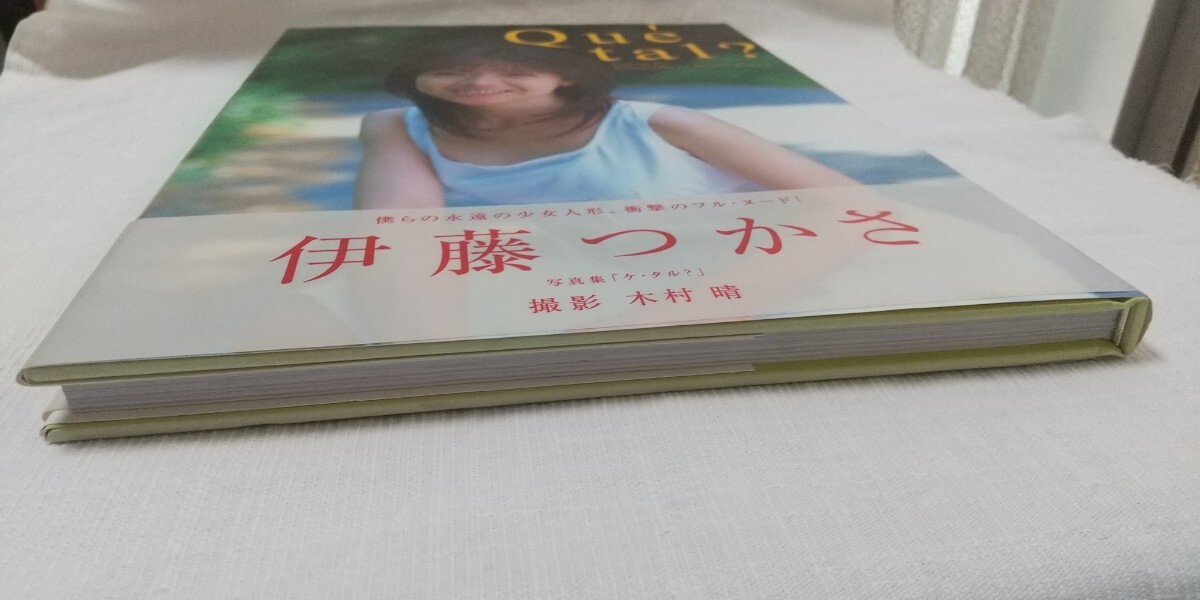 Qué
tal?
僕らの永遠の少女人形、衝撃のフル・ヌード!
伊藤つかさ
写真集「ケ・タル?」
撮影 木村 晴